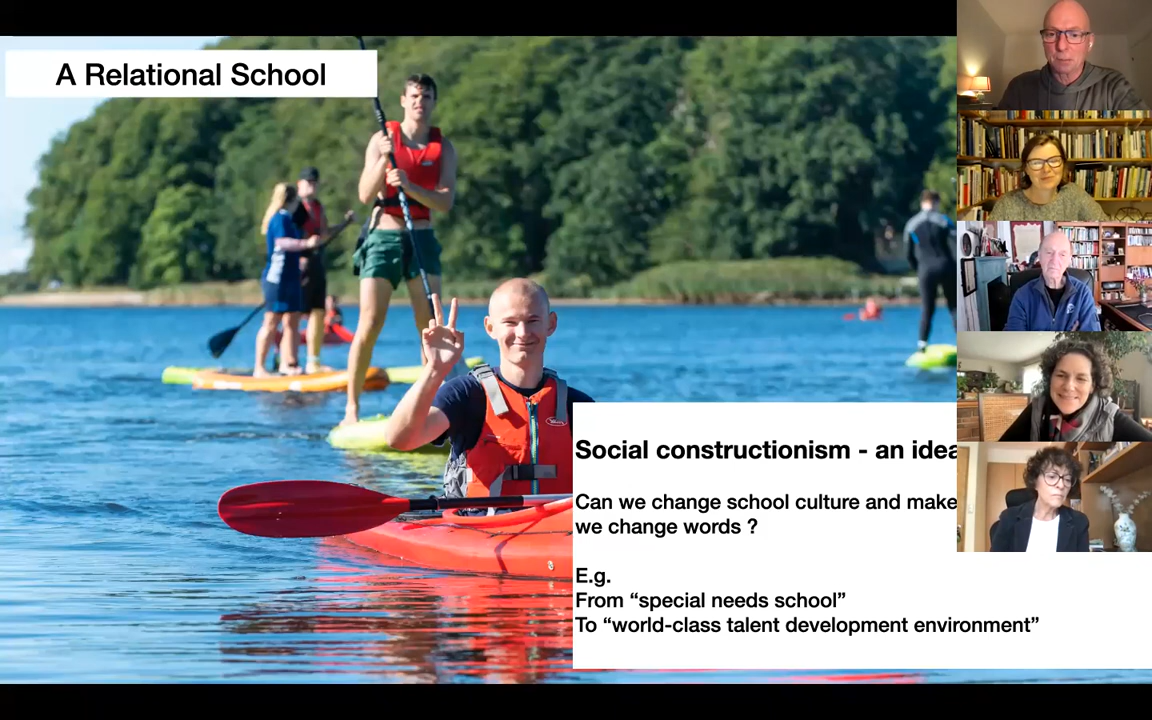 A Relational School
Social constructionism - an idea
Can we change school culture and make
we change words ?
E.g.
From “special needs school”
To “world-class talent development environment”